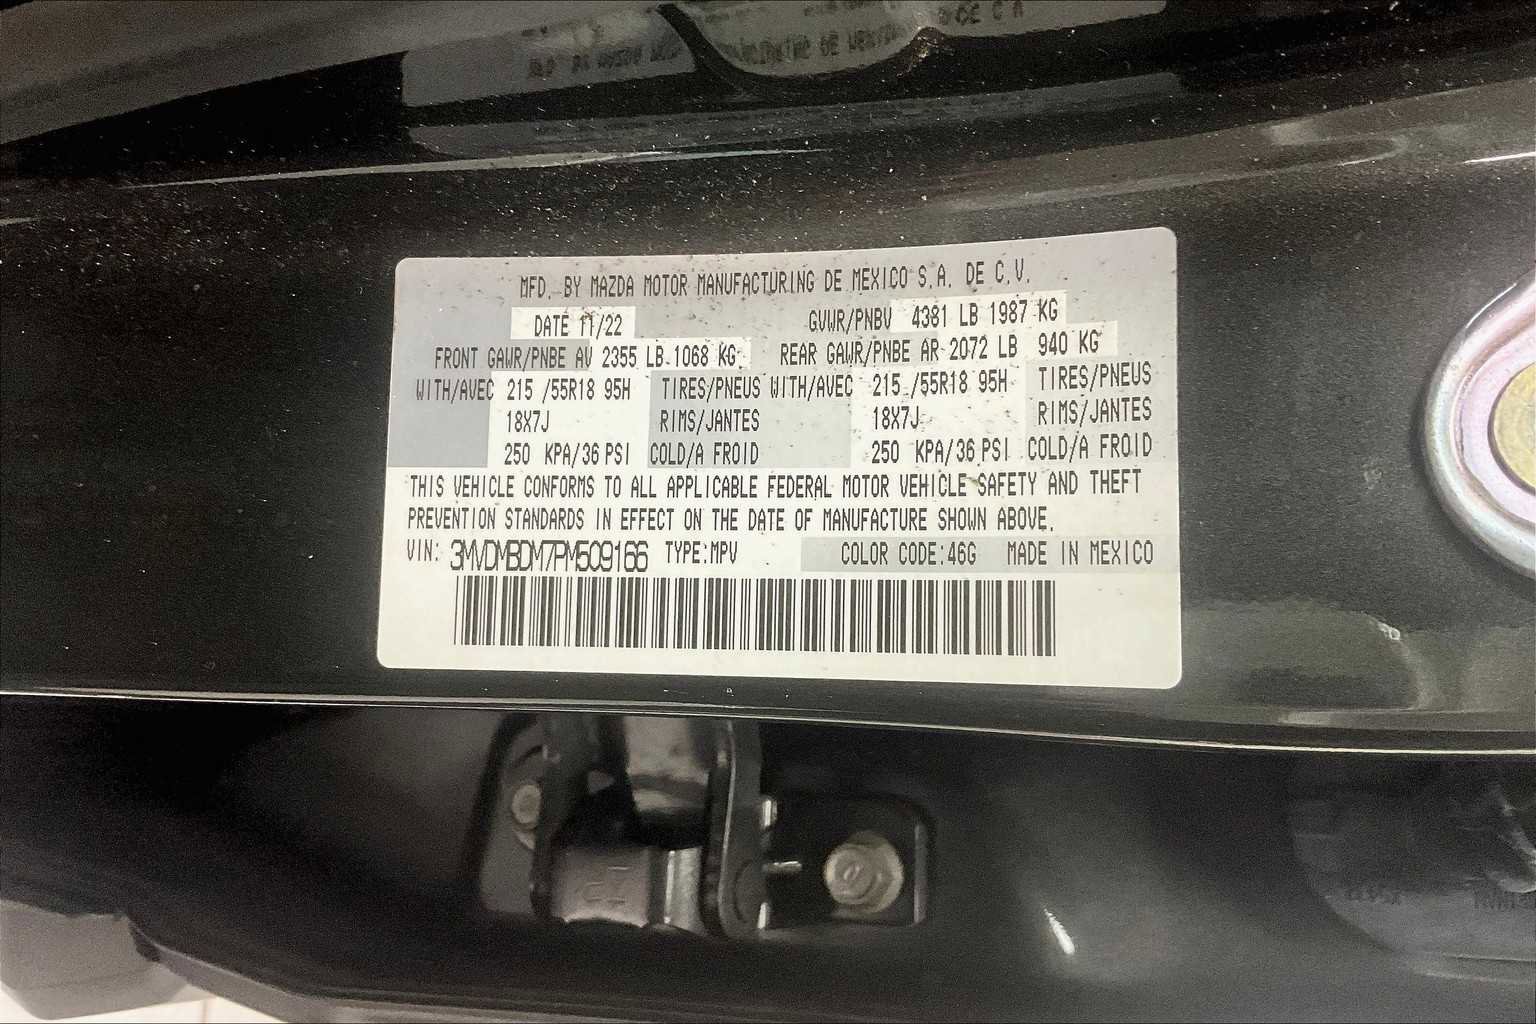 MFD. BY MAZDA MOTOR MANUFACTURING DE MEXICO S.A. DE C.V.
DATE 11/22 GVWR/PNBV 4381 LB 1987 KG
FRONT GAWR/PNBE AV 2355 LB 1068 KG REAR GAWR/PNBE AR 2072 LB 940 KG
WITH/AVEC 215 /55R18 95H TIRES/PNEUS WITH/AVEC 215 /55R18 95H TIRES/PNEUS
18X7J RIMS/JANTES 18X7J RIMS/JANTES
250 KPA/36 PSI COLD/A FROID 250 KPA/36 PSI COLD/A FROID
THIS VEHICLE CONFORMS TO ALL APPLICABLE FEDERAL MOTOR VEHICLE SAFETY AND THEFT
PREVENTION STANDARDS IN EFFECT ON THE DATE OF MANUFACTURE SHOWN ABOVE.
VIN: 3MVDMBDM7PM509166 TYPE:MPV COLOR CODE:46G MADE IN MEXICO